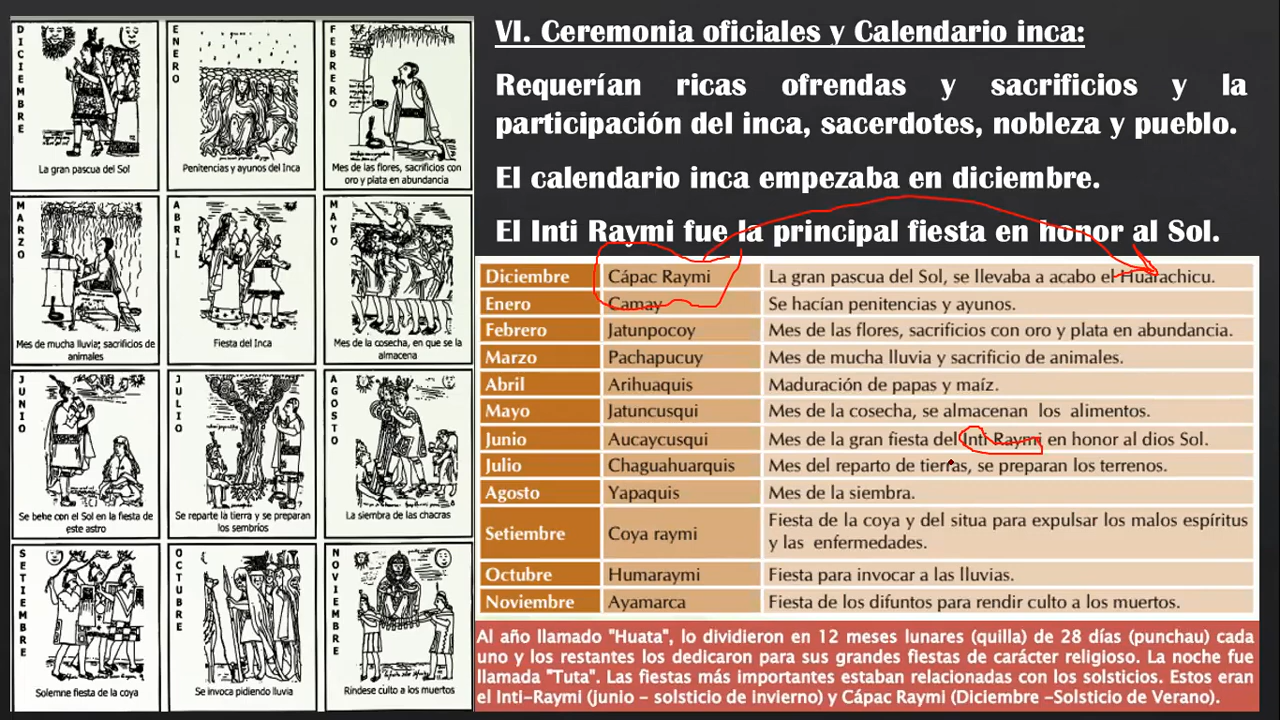 DICIEMBRE
La gran pascua del Sol
ENERO
Penitencias y ayunos del Inca
FEBRERO
Mes de las flores, sacrificios con
oro y plata en abundancia
MARZO
Mes de mucha lluvia; sacrificios de
animales
ABRIL
Fiesta del Inca
MAYO
Mes de la cosecha, en que se la
almacena
JUNIO
Se bebe con el Sol en la fiesta de
este astro
JULIO
Se reparte la tierra y se preparan
los sembríos
AGOSTO
La siembra de las chacras
SETIEMBRE
Solemne fiesta de la coya
OCTUBRE
Se invoca pidiendo lluvia
NOVIEMBRE
Ríndese culto a los muertos
VI. Ceremonia oficiales y Calendario inca:
Requerían ricas ofrendas y sacrificios y la
participación del inca, sacerdotes, nobleza y pueblo.
El calendario inca empezaba en diciembre.
El Inti Raymi fue la principal fiesta en honor al Sol.
Diciembre Cápac Raymi La gran pascua del Sol, se llevaba a acabo el Huarachicu.
Enero Camay Se hacían penitencias y ayunos.
Febrero Jatunpocoy Mes de las flores, sacrificios con oro y plata en abundancia.
Marzo Pachapucuy Mes de mucha lluvia y sacrificio de animales.
Abril Arihuaquis Maduración de papas y maíz.
Mayo Jatuncusqui Mes de la cosecha, se almacenan los alimentos.
Junio Aucaycusqui Mes de la gran fiesta del Inti Raymi en honor al dios Sol.
Julio Chaguahuarquis Mes del reparto de tierras, se preparan los terrenos.
Agosto Yapaquis Mes de la siembra.
Setiembre Coya raymi Fiesta de la coya y del situa para expulsar los malos espíritus
y las enfermedades.
Octubre Humaraymi Fiesta para invocar a las lluvias.
Noviembre Ayamarca Fiesta de los difuntos para rendir culto a los muertos.
Al año llamado "Huata", lo dividieron en 12 meses lunares (quilla) de 28 días (punchau) cada
uno y los restantes los dedicaron para sus grandes fiestas de carácter religioso. La noche fue
llamada "Tuta". Las fiestas más importantes estaban relacionadas con los solsticios. Estos eran
el Inti-Raymi (junio – solsticio de invierno) y Cápac Raymi (Diciembre –Solsticio de Verano).